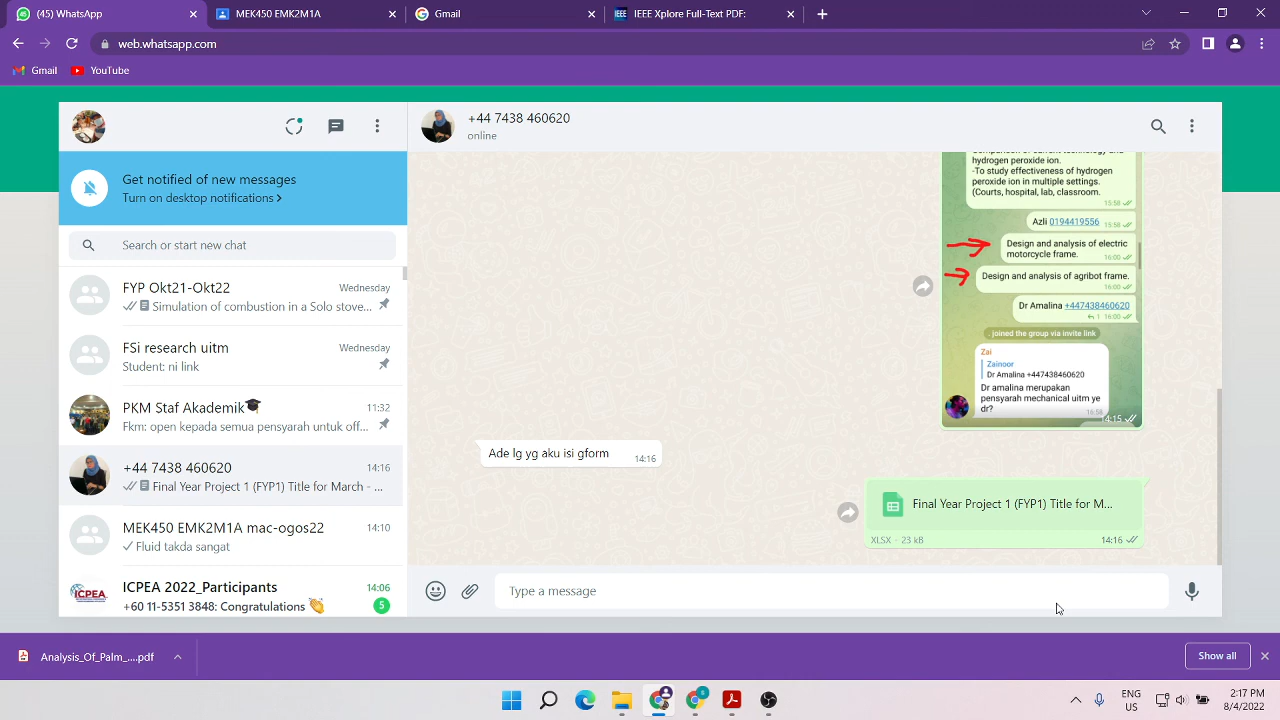 (45) WhatsApp
MEK450 EMK2M1A
Gmail
IEEE Xplore Full-Text PDF:
web.whatsapp.com
Gmail
YouTube
+44 7438 460620
online
Get notified of new messages
Turn on desktop notifications >
Search or start new chat
FYP Okt21-Okt22
Wednesday
Simulation of combustion in a Solo stove...
FSi research uitm
Wednesday
Student: ni link
PKM Staf Akademik🎓
11:32
Fkm: open kepada semua pensyarah untuk off...
+44 7438 460620
14:16
Final Year Project 1 (FYP1) Title for March - ...
MEK450 EMK2M1A mac-ogos22
14:10
Fluid takda sangat
ICPEA 2022_Participants
14:06
+60 11-5351 3848: Congratulations 👏
5
ICPEA
hydrogen peroxide ion.
-To study effectiveness of hydrogen
peroxide ion in multiple settings.
(Courts, hospital, lab, classroom.
15:58
Azli 0194419556
15:58
Design and analysis of electric
motorcycle frame.
16:00
Design and analysis of agribot frame.
16:00
Dr Amalina +447438460620
1 16:00
. joined the group via invite link
Zai
Zainoor
Dr Amalina +447438460620
Dr amalina merupakan
pensyarah mechanical uitm ye
dr?
16:58
14:15
Ade lg yg aku isi gform
14:16
Final Year Project 1 (FYP1) Title for M...
XLSX · 23 kB
14:16
Type a message
Analysis_Of_Palm_....pdf
Show all
ENG
US
2:17 PM
8/4/2022